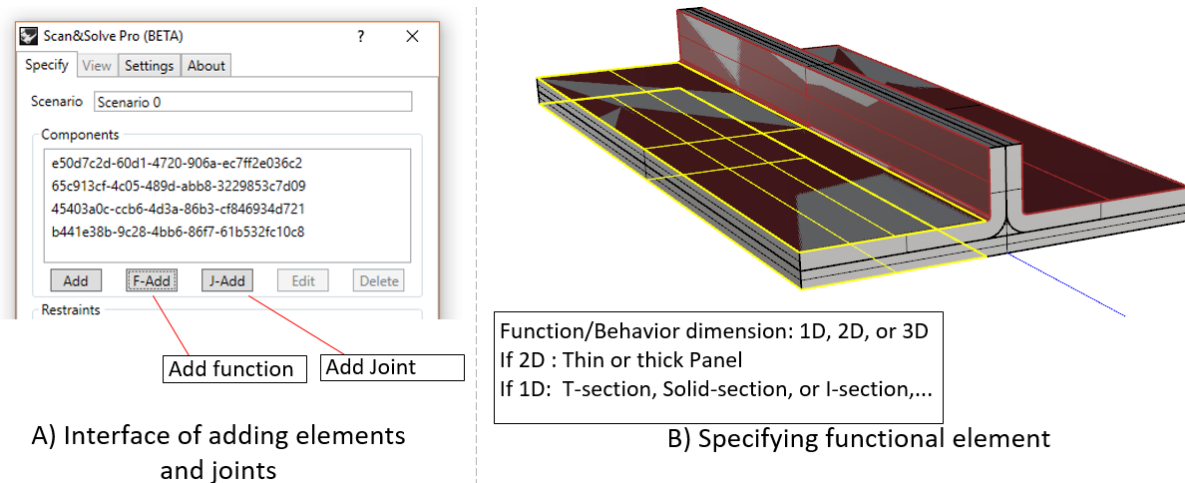 Scan&Solve Pro (BETA)
?
Specify View Settings About
Scenario Scenario 0
Components
e50d7c2d-60d1-4720-906a-ec7ff2e036c2
65c913cf-4c05-489d-abb8-3229853c7d09
45403a0c-ccb6-4d3a-86b3-cf846934d721
b441e38b-9c28-4bb6-86f7-61b532fc10c8
Add F-Add J-Add Edit Delete
Restraints
Add function
Add Joint
A) Interface of adding elements
and joints
Function/Behavior dimension: 1D, 2D, or 3D
If 2D : Thin or thick Panel
If 1D: T-section, Solid-section, or I-section,...
B) Specifying functional element